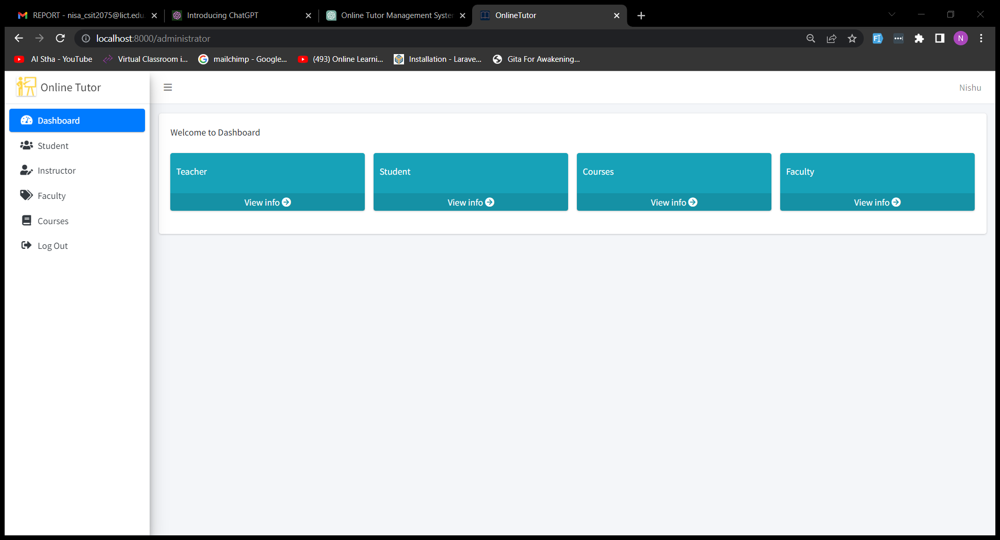 REPORT - nisa_csit2075@lict.edu.
Introducing ChatGPT
Online Tutor Management Syste
OnlineTutor
localhost:8000/administrator
N
Al Stha - YouTube
Virtual Classroom i...
mailchimp - Google...
(493) Online Learni...
Installation - Larave...
Gita For Awakening...
Online Tutor
Nishu
Dashboard
Student
Instructor
Faculty
Courses
Log Out
Welcome to Dashboard
Teacher
View info
Student
View info
Courses
View info
Faculty
View info